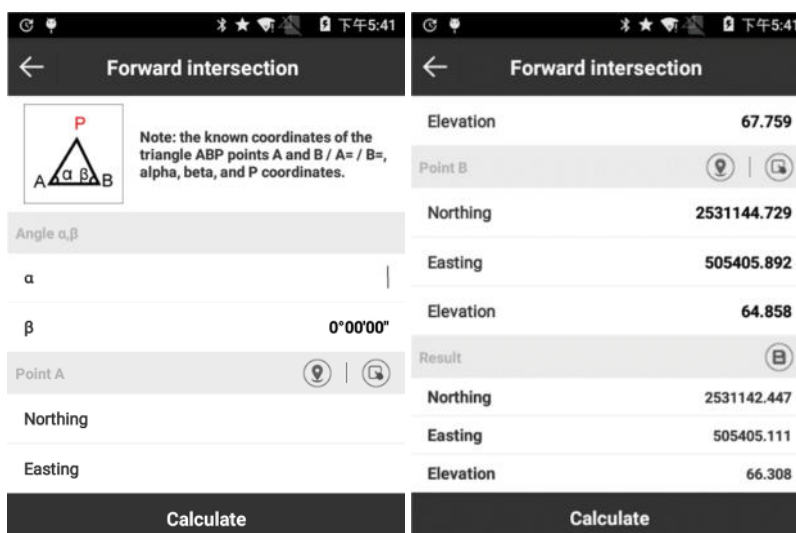 下午5:41
Forward intersection
P
A α β B
Note: the known coordinates of the
triangle ABP points A and B / A= / B=,
alpha, beta, and P coordinates.
Angle α,β
α
β 0°00'00"
Point A
Northing
Easting
Calculate
下午5:41
Forward intersection
Elevation 67.759
Point B
Northing 2531144.729
Easting 505405.892
Elevation 64.858
Result
Northing 2531142.447
Easting 505405.111
Elevation 66.308
Calculate